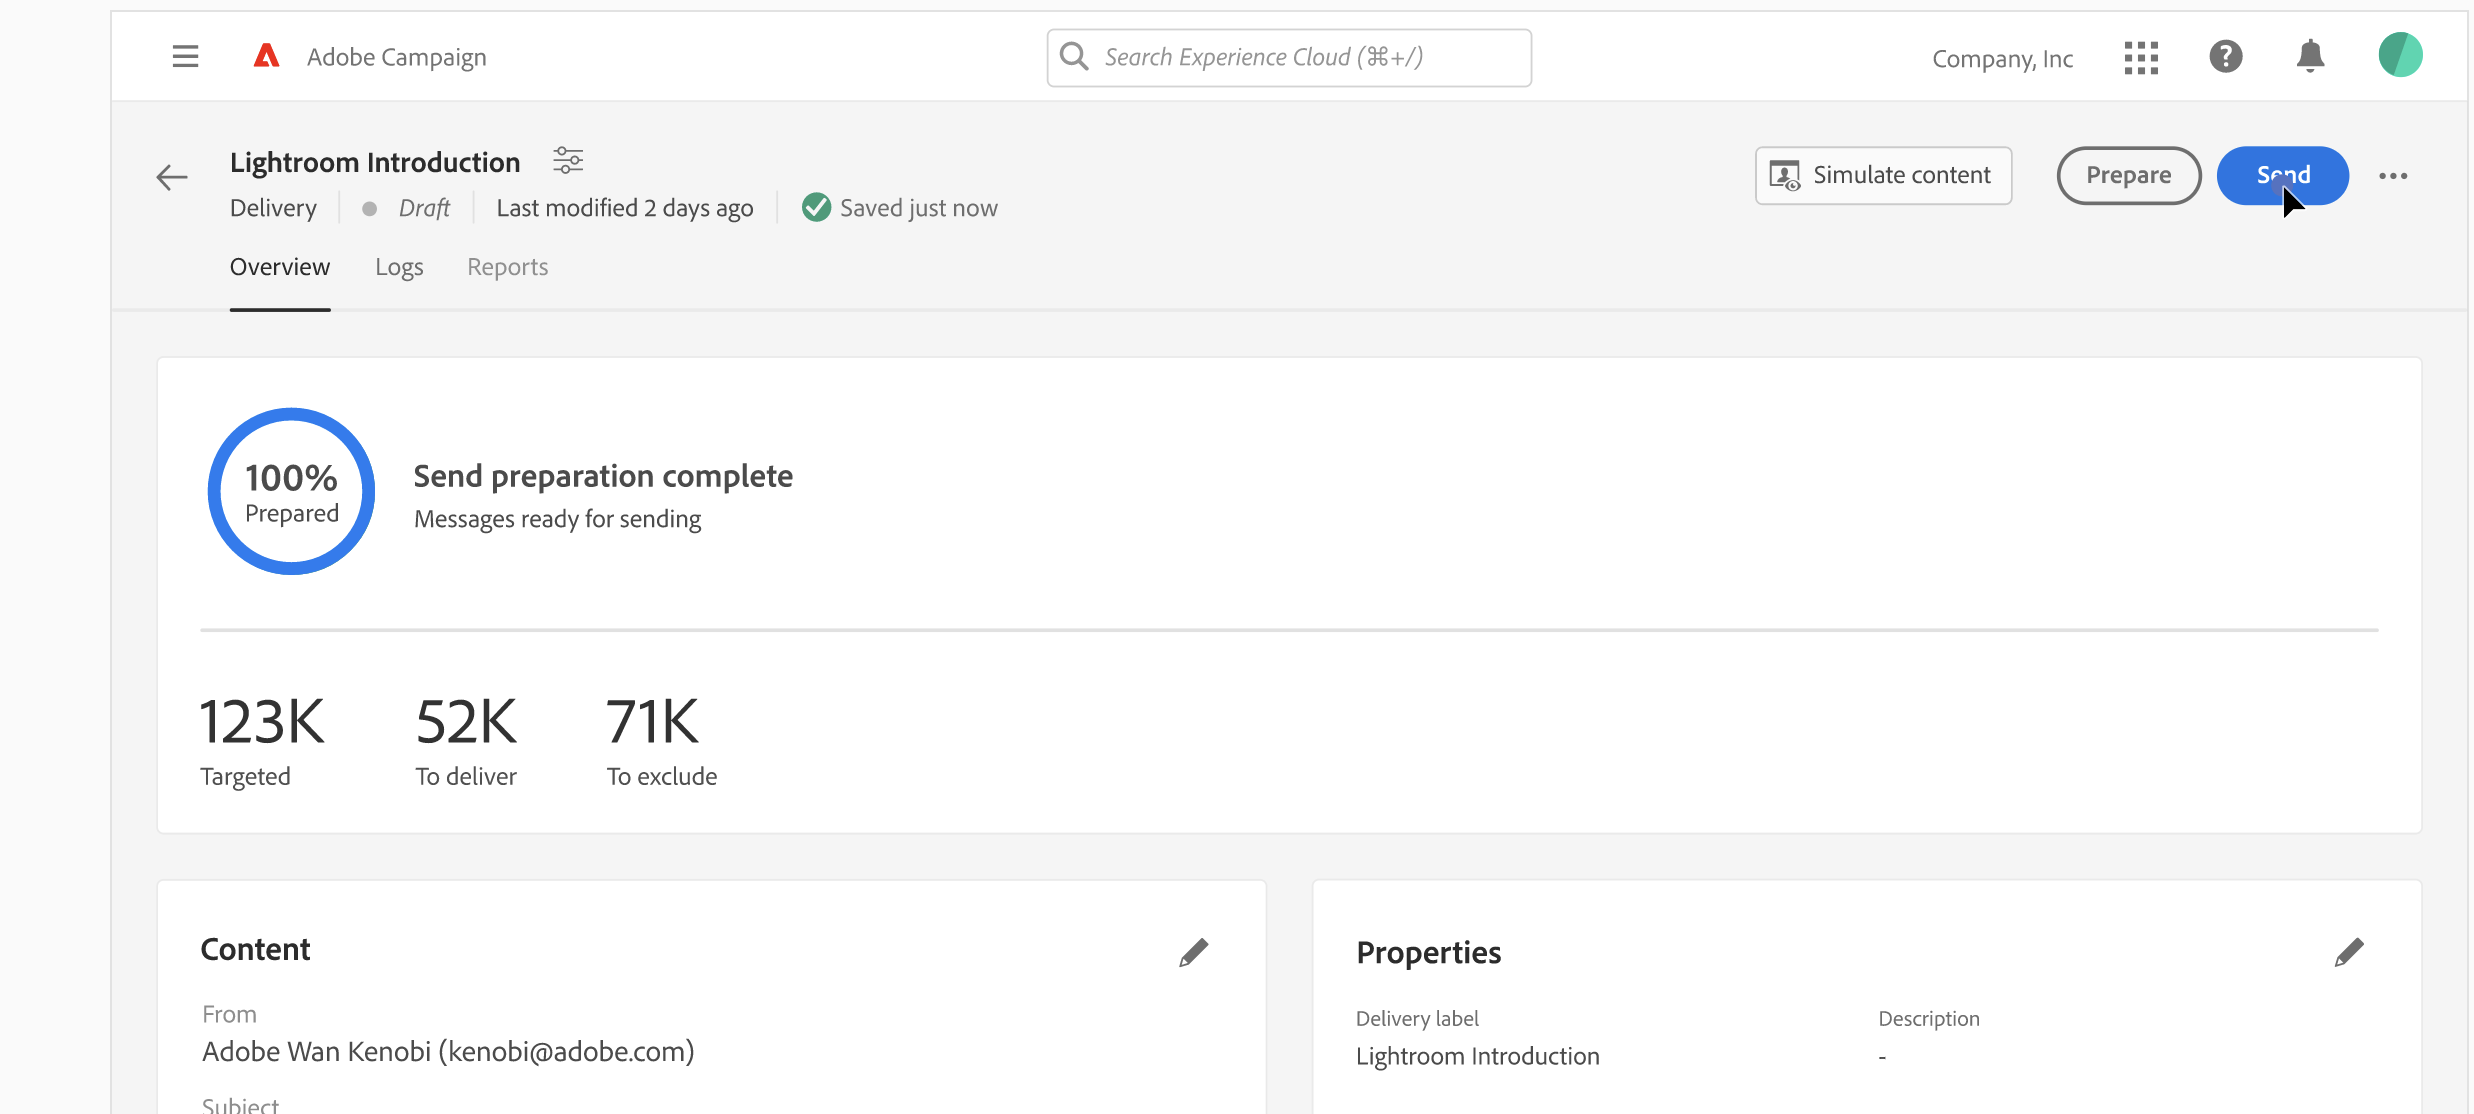 Adobe Campaign
Search Experience Cloud (⌘+/)
Company, Inc
Lightroom Introduction
Simulate content
Prepare
Send
Delivery
Draft
Last modified 2 days ago
Saved just now
Overview
Logs
Reports
100%
Prepared
Send preparation complete
Messages ready for sending
123K
Targeted
52K
To deliver
71K
To exclude
Content
From
Adobe Wan Kenobi (kenobi@adobe.com)
Subject
Properties
Delivery label
Lightroom Introduction
Description
-